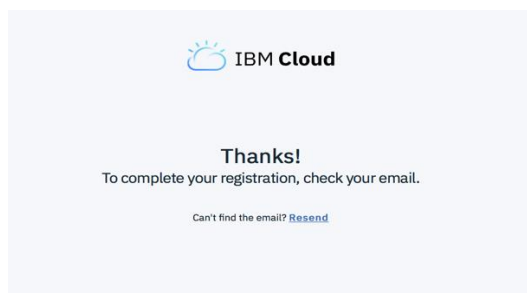 IBM Cloud
Thanks!
To complete your registration, check your email.
Can't find the email? Resend